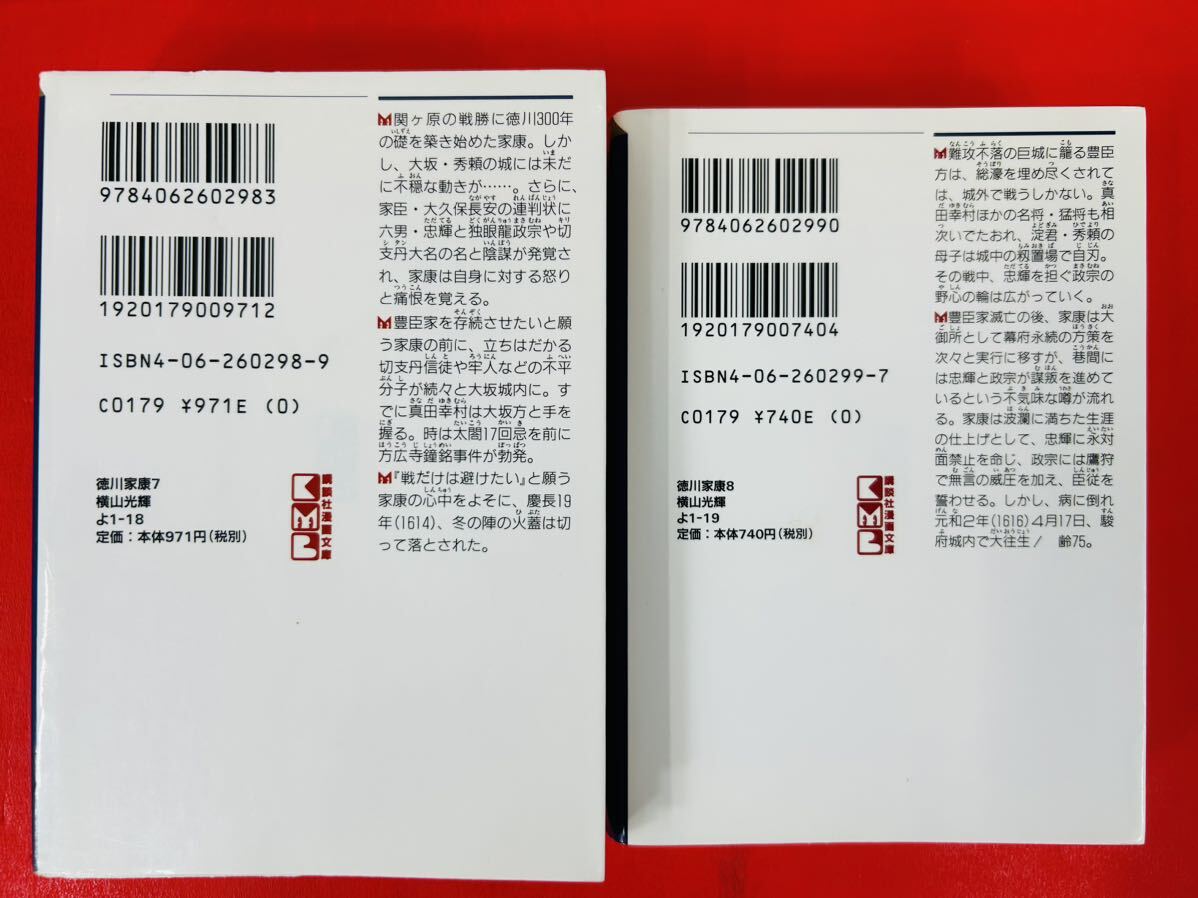 9784062602983
1920179009712
ISBN4-06-260298-9
C0179 ¥971E (0)
徳川家康7
横山光輝
よ1-18
定価：本体971円（税別）
KMB
講談社漫画文庫
関ヶ原の戦勝に徳川300年
の礎を築き始めた家康。しか
し、大坂・秀頼の城には未だ
に不穏な動きが……。さらに、
家臣・大久保長安の連判状に
六男・忠輝と独眼龍政宗や切
支丹大名の名と陰謀が発覚さ
れ、家康は自身に対する怒り
と痛恨を覚える。
豊臣家を存続させたいと願
う家康の前に、立ちはだかる
切支丹信徒や牢人などの不平
分子が続々と大坂城内に。す
でに真田幸村は大坂方と手を
握る。時は太閤17回忌を前に
方広寺鐘銘事件が勃発。
『戦だけは避けたい』と願う
家康の心中をよそに、慶長19
年（1614）、冬の陣の火蓋は切
って落とされた。
9784062602990
1920179007404
ISBN4-06-260299-7
C0179 ¥740E (0)
徳川家康8
横山光輝
よ1-19
定価：本体740円（税別）
KMB
講談社漫画文庫
難攻不落の巨城に籠る豊臣
方は、総濠を埋め尽くされて
は、城外で戦うしかない。真
田幸村ほかの名将・猛将も相
次いでたおれ、淀君・秀頼の
母子は城中の籾置場で自刃。
その戦中、忠輝を担ぐ政宗の
野心の輪は広がっていく。
豊臣家滅亡の後、家康は大
御所として幕府永続の方策を
次々と実行に移すが、巷間に
は忠輝と政宗が謀叛を進めて
いるという不気味な噂が流れ
る。家康は波瀾に満ちた生涯
の仕上げとして、忠輝に永対
面禁止を命じ、政宗には鷹狩
で無言の威圧を加え、臣従を
誓わせる。しかし、病に倒れ
元和2年（1616）4月17日、駿
府城内で大往生！ 齢75。